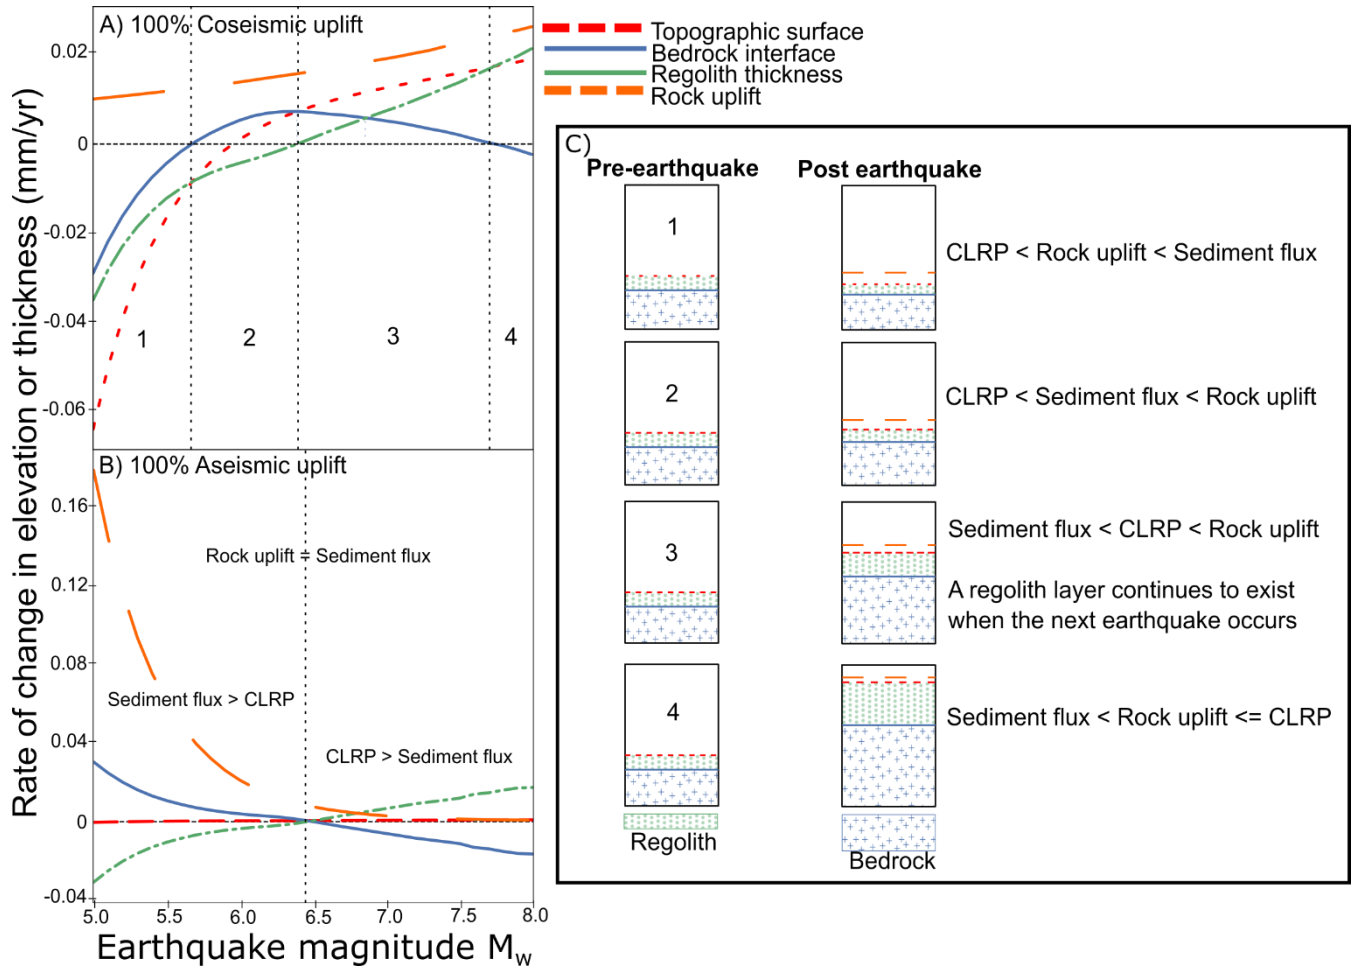 A) 100% Coseismic uplift
0.02
0
-0.02
-0.04
-0.06
1
2
3
4
Topographic surface
Bedrock interface
Regolith thickness
Rock uplift
Rate of change in elevation or thickness (mm/yr)
B) 100% Aseismic uplift
0.16
0.12
0.08
0.04
0
-0.04
Rock uplift = Sediment flux
Sediment flux > CLRP
CLRP > Sediment flux
5.0
5.5
6.0
6.5
7.0
7.5
8.0
Earthquake magnitude Mw
C)
Pre-earthquake
Post earthquake
1
CLRP < Rock uplift < Sediment flux
2
CLRP < Sediment flux < Rock uplift
3
Sediment flux < CLRP < Rock uplift
A regolith layer continues to exist
when the next earthquake occurs
4
Sediment flux < Rock uplift <= CLRP
Regolith
Bedrock